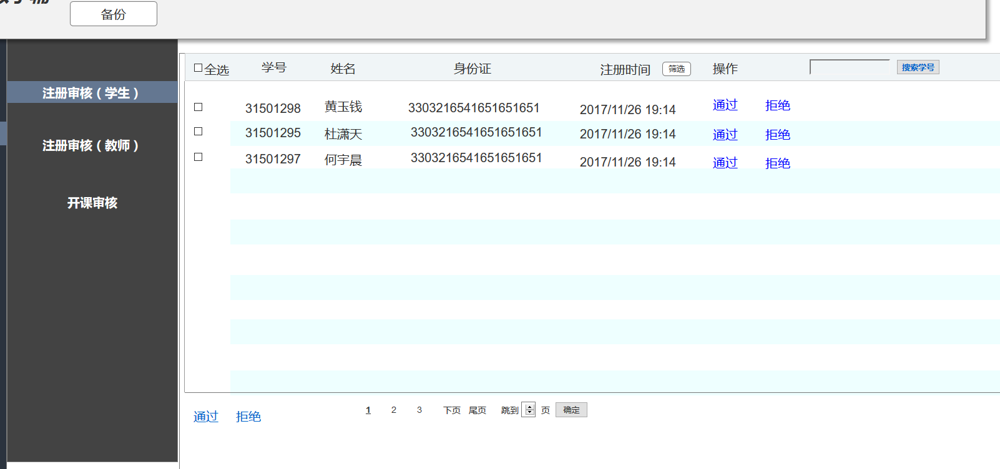 备份
全选 学号 姓名 身份证 注册时间 筛选 操作 搜索学号
注册审核（学生）
31501298 黄玉钱 3303216541651651651 2017/11/26 19:14 通过 拒绝
31501295 杜潇天 3303216541651651651 2017/11/26 19:14 通过 拒绝
注册审核（教师）
31501297 何宇晨 3303216541651651651 2017/11/26 19:14 通过 拒绝
开课审核
通过 拒绝 1 2 3 下页 尾页 跳到 页 确定